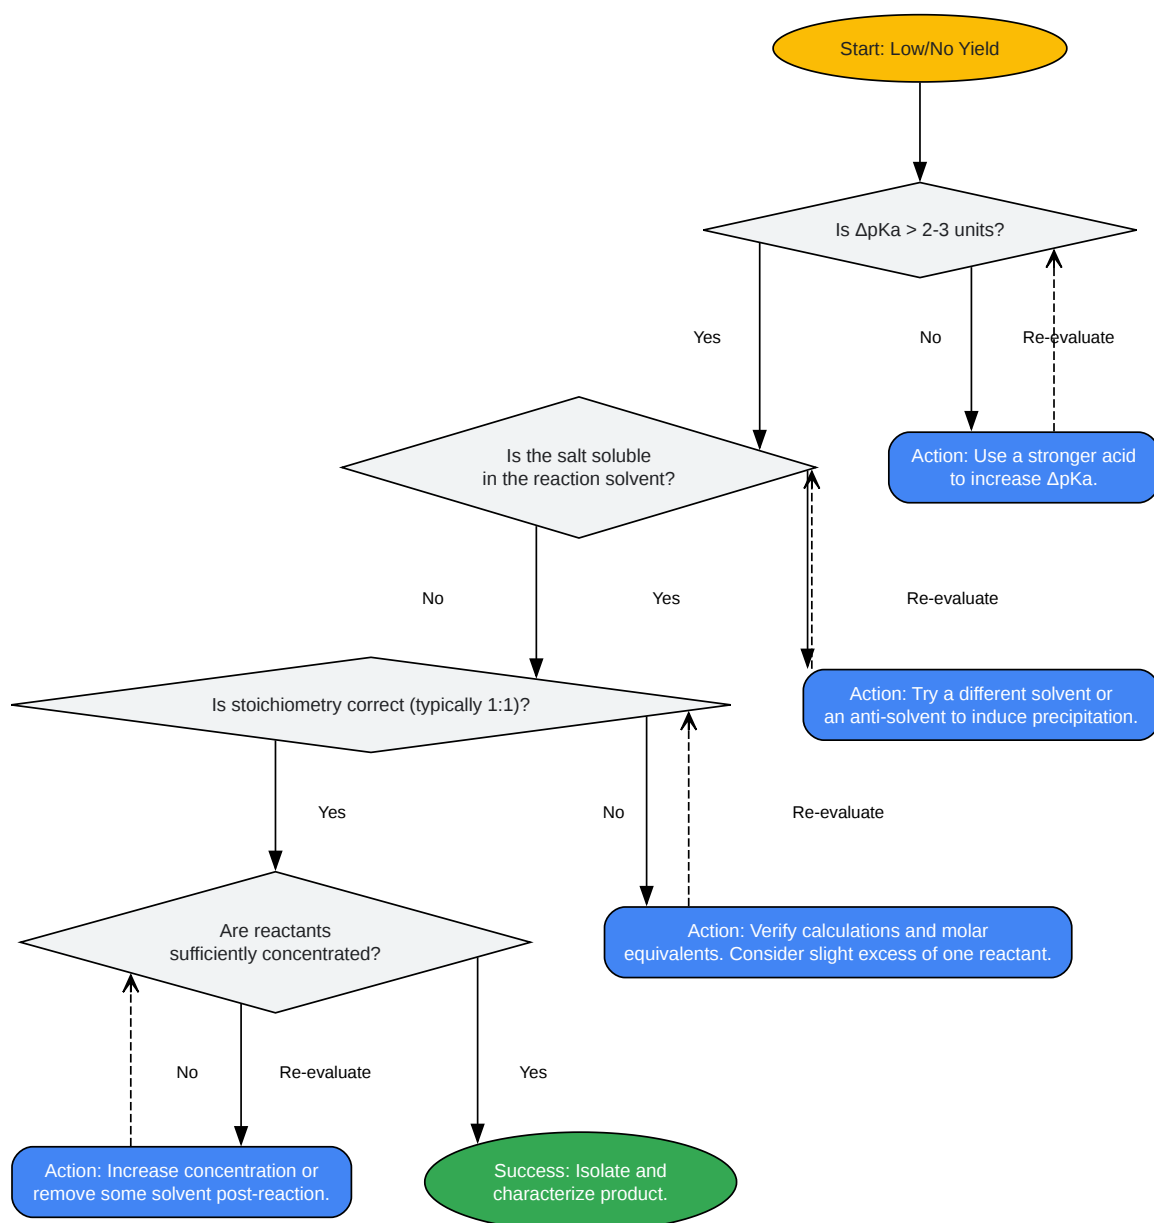 Start: Low/No Yield
Is ΔpKa > 2-3 units?
Yes
No
Re-evaluate
Is the salt soluble
in the reaction solvent?
Action: Use a stronger acid
to increase ΔpKa.
No
Yes
Re-evaluate
Is stoichiometry correct (typically 1:1)?
Action: Try a different solvent or
an anti-solvent to induce precipitation.
Yes
No
Re-evaluate
Are reactants
sufficiently concentrated?
Action: Verify calculations and molar
equivalents. Consider slight excess of one reactant.
No
Re-evaluate
Yes
Action: Increase concentration or
remove some solvent post-reaction.
Success: Isolate and
characterize product.